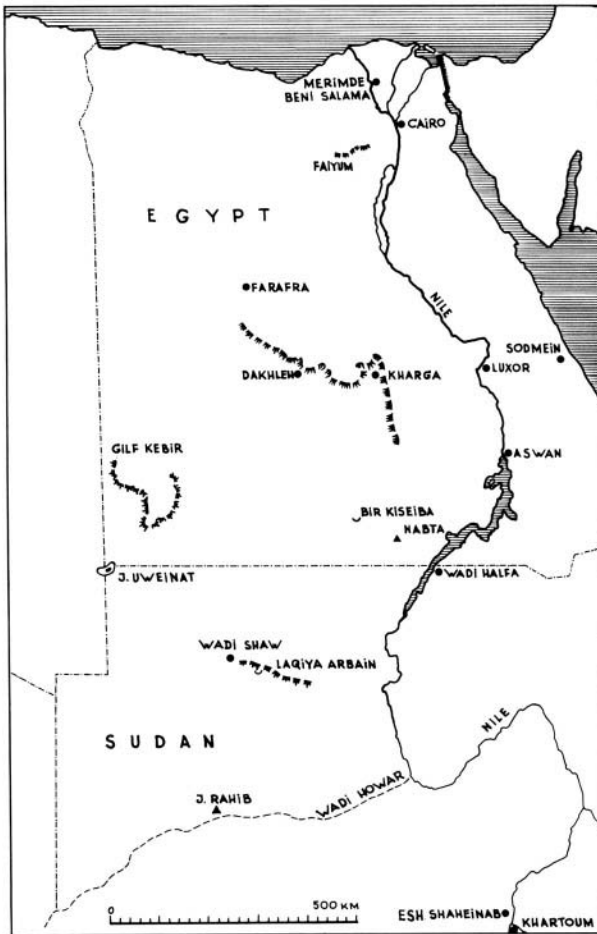 MERIMDE
BENI SALAMA
CAIRO
FAIYUM
EGYPT
FARAFRA
NILE
SODMEIN
LUXOR
DAKHLEH
KHARGA
ASWAN
GILF KEBIR
BIR KISEIBA
NABTA
J. UWEINAT
WADI HALFA
WADI SHAW
LAQIYA ARBAIN
NILE
SUDAN
WADI HOWAR
J. RAHIB
0 500 KM
ESH SHAHEINAB
KHARTOUM